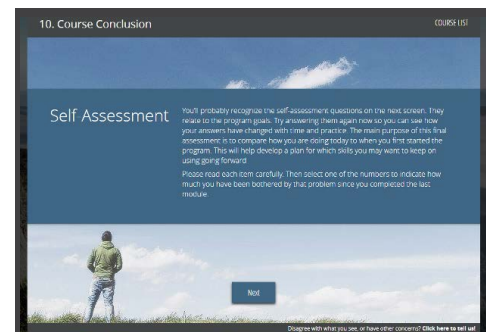 10. Course Conclusion
COURSE LIST
Self Assessment
You'll probably recognize the self-assessment questions on the next screen. They
relate to the program goals. Try answering them again now so you can see how
your answers have changed with time and practice. The main purpose of this final
assessment is to compare how you are doing today to when you first started the
program. This will help develop a plan for which skills you may want to keep on
using going forward
Please read each item carefully. Then select one of the numbers to indicate how
much you have been bothered by that problem since you completed the last
module.
Next
Disagree with what you see, or have other concerns? Click here to tell us!